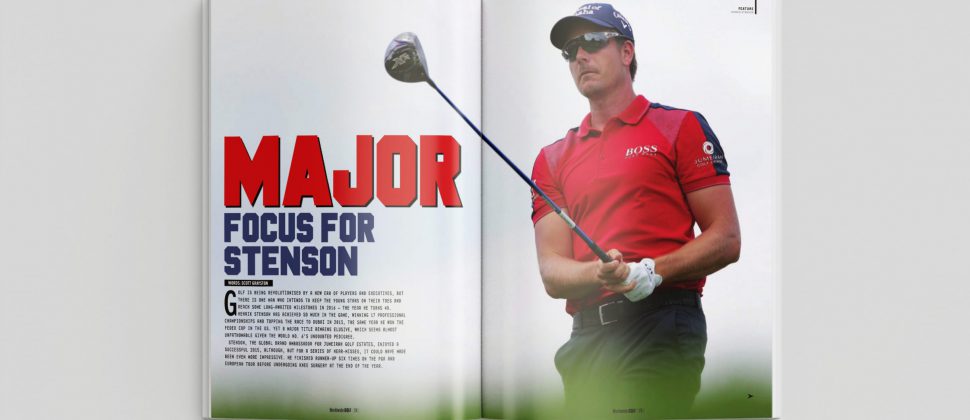 FEATURE
MAJOR
FOCUS FOR
STENSON
WORDS: SCOTT GRAYSTON
GOLF IS BEING REVOLUTIONISED BY A NEW ERA OF PLAYERS AND EXECUTIVES, BUT
THERE IS ONE MAN WHO INTENDS TO KEEP THE YOUNG STARS ON THEIR TOES AND
REACH SOME LONG-AWAITED MILESTONES IN 2016 – THE YEAR HE TURNS 40.
HENRIK STENSON HAS ACHIEVED SO MUCH IN THE GAME, WINNING 17 PROFESSIONAL
CHAMPIONSHIPS AND TOPPING THE RACE TO DUBAI IN 2013, THE SAME YEAR HE WON THE
FEDEX CUP IN THE US. YET A MAJOR TITLE REMAINS ELUSIVE, WHICH SEEMS ALMOST
UNFATHOMABLE GIVEN THE WORLD NO. 6'S UNDOUBTED PEDIGREE.
STENSON, THE GLOBAL BRAND AMBASSADOR FOR JUMEIRAH GOLF ESTATES, ENJOYED A
SUCCESSFUL 2015, ALTHOUGH, BUT FOR A SERIES OF NEAR-MISSES, IT COULD HAVE
BEEN EVEN MORE IMPRESSIVE. HE FINISHED RUNNER-UP SIX TIMES ON THE PGA AND
EUROPEAN TOUR BEFORE UNDERGOING KNEE SURGERY AT THE END OF THE YEAR.
BOSS
JUMEIRAH
Worldwide GOLF
Worldwide GOLF